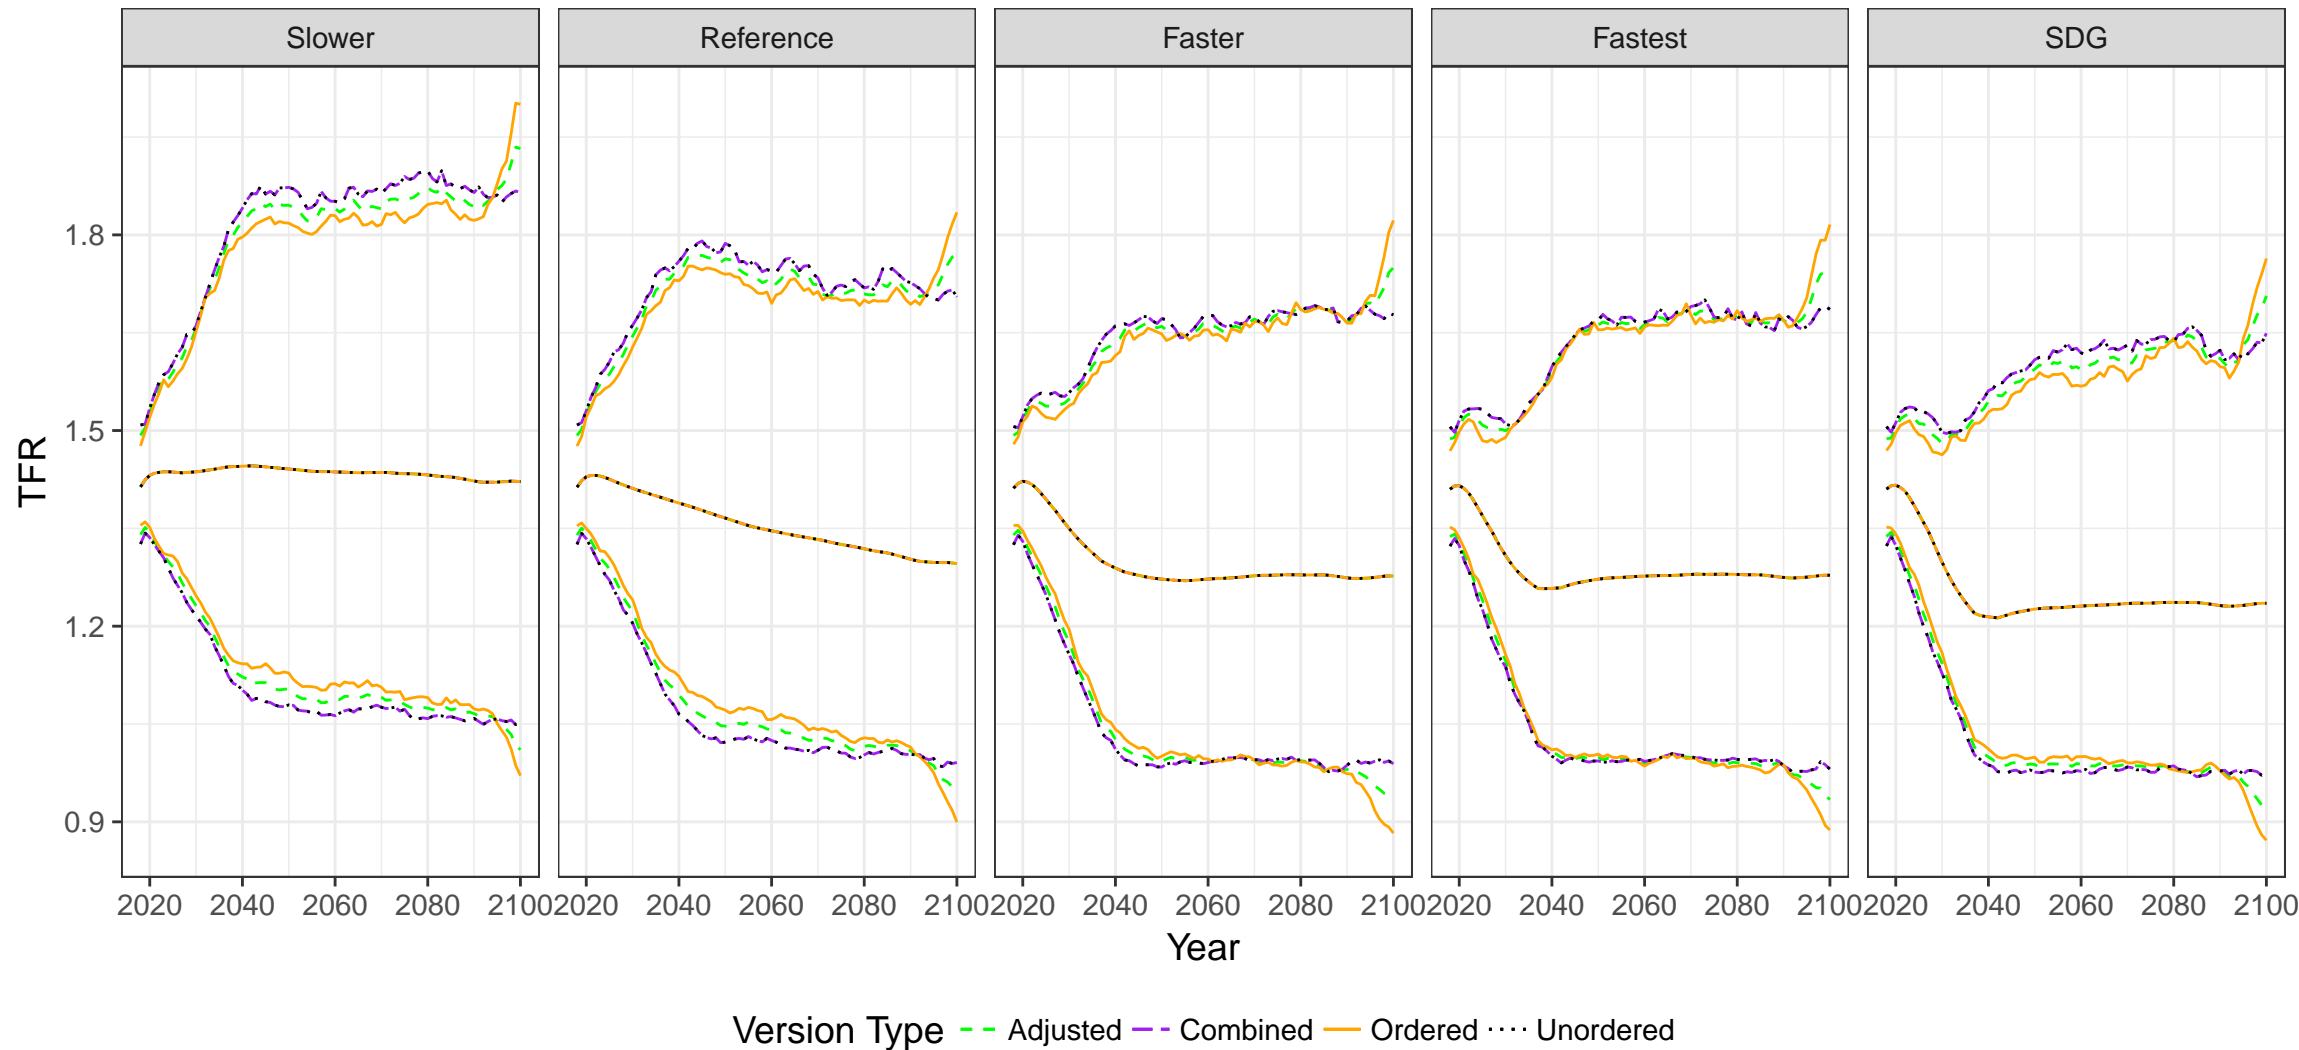 Slower Reference Faster Fastest SDG
TFR
1.8
1.5
1.2
0.9
2020 2040 2060 2080 2100 2020 2040 2060 2080 2100 2020 2040 2060 2080 2100 2020 2040 2060 2080 2100 2020 2040 2060 2080 2100
Year
Version Type Adjusted Combined Ordered Unordered